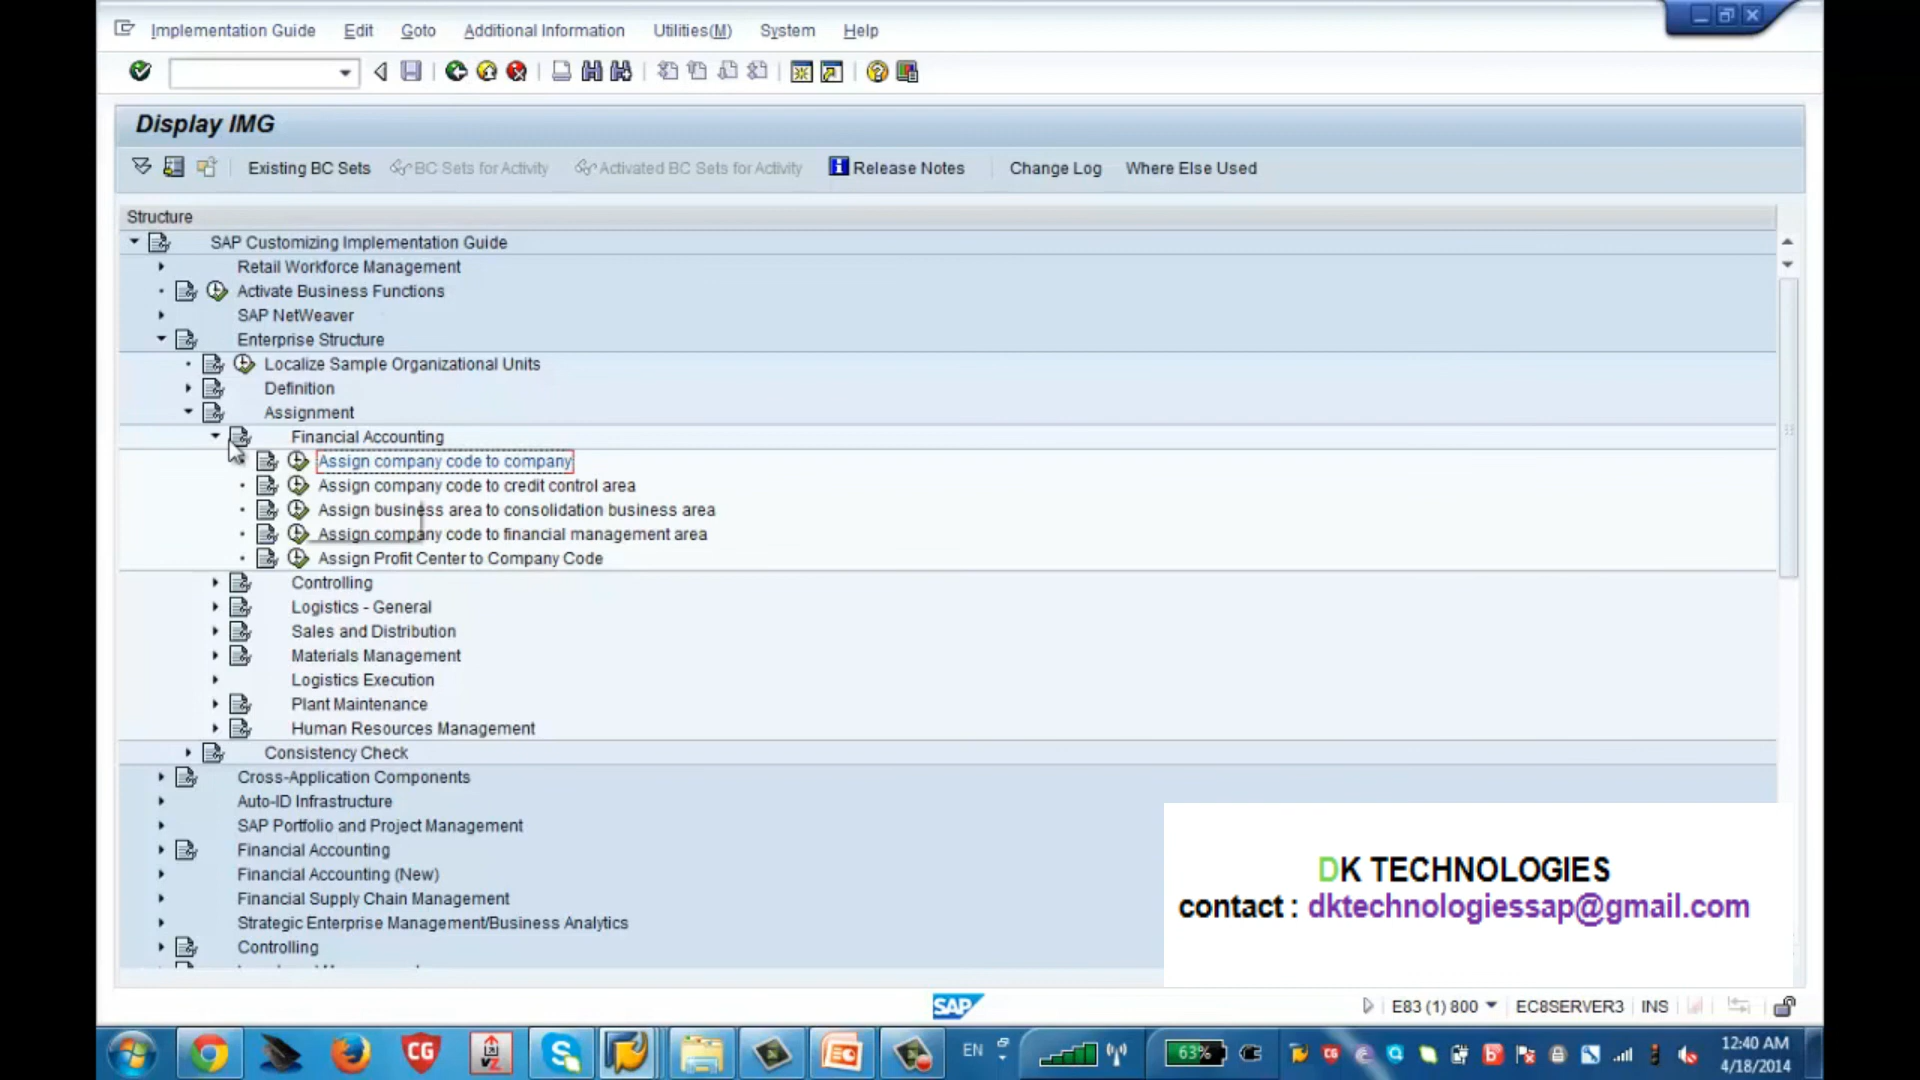 Implementation Guide Edit Goto Additional Information Utilities(M) System Help
Display IMG
Existing BC Sets BC Sets for Activity Activated BC Sets for Activity Release Notes Change Log Where Else Used
Structure
SAP Customizing Implementation Guide
Retail Workforce Management
Activate Business Functions
SAP NetWeaver
Enterprise Structure
Localize Sample Organizational Units
Definition
Assignment
Financial Accounting
Assign company code to company
Assign company code to credit control area
Assign business area to consolidation business area
Assign company code to financial management area
Assign Profit Center to Company Code
Controlling
Logistics - General
Sales and Distribution
Materials Management
Logistics Execution
Plant Maintenance
Human Resources Management
Consistency Check
Cross-Application Components
Auto-ID Infrastructure
SAP Portfolio and Project Management
Financial Accounting
Financial Accounting (New)
Financial Supply Chain Management
Strategic Enterprise Management/Business Analytics
Controlling
DK TECHNOLOGIES
contact : dktechnologiessap@gmail.com
SAP E83 (1) 800 EC8SERVER3 INS
CG EN 63% 12:40 AM
4/18/2014